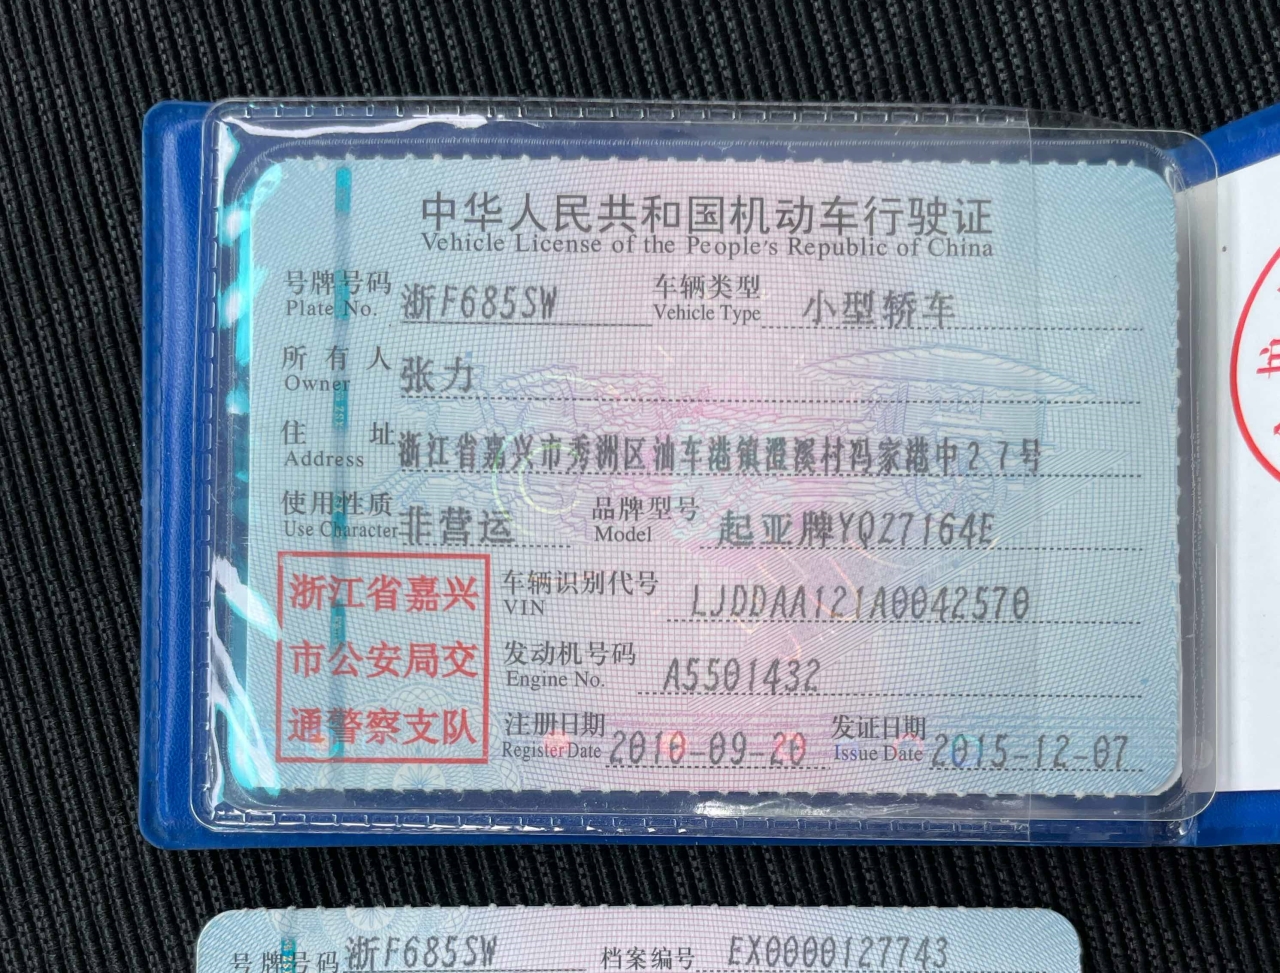 中华人民共和国机动车行驶证
Vehicle License of the People's Republic of China
号牌号码 浙F685SW 车辆类型 小型轿车
Plate No. Vehicle Type
所有人 张力
Owner
住址 浙江省嘉兴市秀洲区油车港镇澄溪村冯家港中27号
Address
使用性质 非营运 品牌型号 起亚牌YQZ7164E
Use Character Model
浙江省嘉兴
市公安局交
通警察支队
车辆识别代号 LJDDAA121A0042570
VIN
发动机号码 A5501432
Engine No.
注册日期 2010-09-20 发证日期 2015-12-07
Register Date Issue Date
号牌号码 浙F685SW 档案编号 EX0000127743